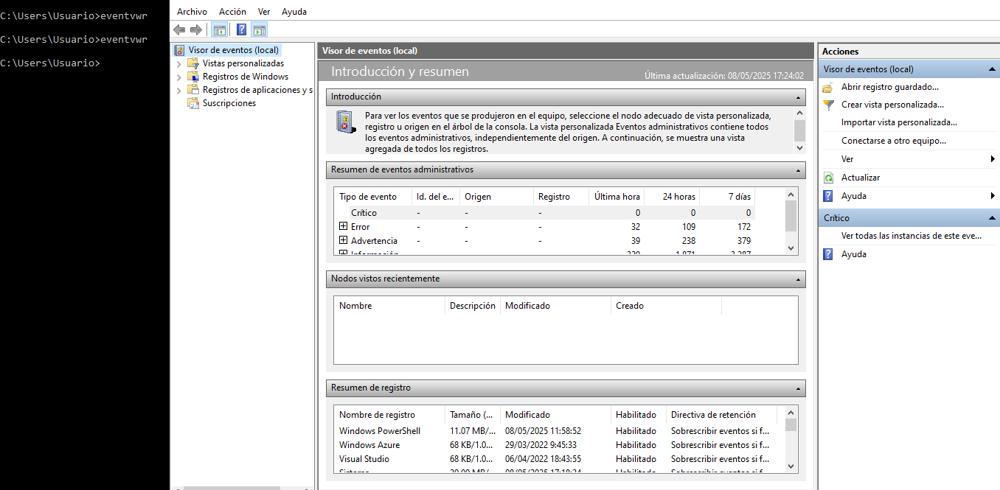 C:\Users\Usuario>eventvwr
C:\Users\Usuario>eventvwr
C:\Users\Usuario>
Archivo Acción Ver Ayuda
Visor de eventos (local)
Vistas personalizadas
Registros de Windows
Registros de aplicaciones y s
Suscripciones
Visor de eventos (local)
Introducción y resumen Última actualización: 08/05/2025 17:24:02
Introducción
Para ver los eventos que se produjeron en el equipo, seleccione el nodo adecuado de vista personalizada,
registro u origen en el árbol de la consola. La vista personalizada Eventos administrativos contiene todos
los eventos administrativos, independientemente del origen. A continuación, se muestra una vista
agregada de todos los registros.
Resumen de eventos administrativos
Tipo de evento Id. del e... Origen Registro Última hora 24 horas 7 días
Crítico - - - 0 0 0
Error - - - 32 109 172
Advertencia - - - 39 238 379
Información
Nodos vistos recientemente
Nombre Descripción Modificado Creado
Resumen de registro
Nombre de registro Tamaño (... Modificado Habilitado Directiva de retención
Windows PowerShell 11.07 MB/... 08/05/2025 11:58:52 Habilitado Sobrescribir eventos si f...
Windows Azure 68 KB/1.0... 29/03/2022 9:45:33 Habilitado Sobrescribir eventos si f...
Visual Studio 68 KB/1.0... 06/04/2022 18:43:55 Habilitado Sobrescribir eventos si f...
Sistema Habilitado Sobrescribir eventos si f...
Acciones
Visor de eventos (local)
Abrir registro guardado...
Crear vista personalizada...
Importar vista personalizada...
Conectarse a otro equipo...
Ver
Actualizar
Ayuda
Crítico
Ver todas las instancias de este eve...
Ayuda